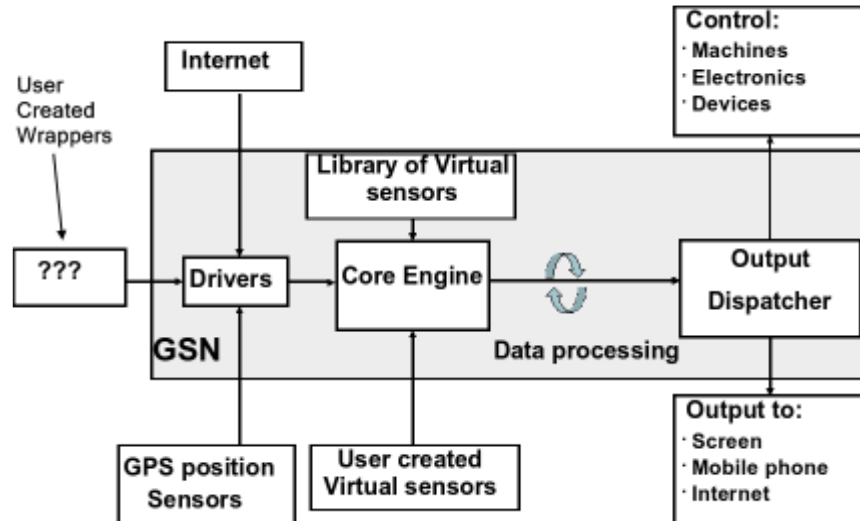 Control:
· Machines
· Electronics
· Devices
Internet
User
Created
Wrappers
Library of Virtual
sensors
???
Drivers
Core Engine
Output
Dispatcher
GSN
Data processing
GPS position
Sensors
User created
Virtual sensors
Output to:
· Screen
· Mobile phone
· Internet